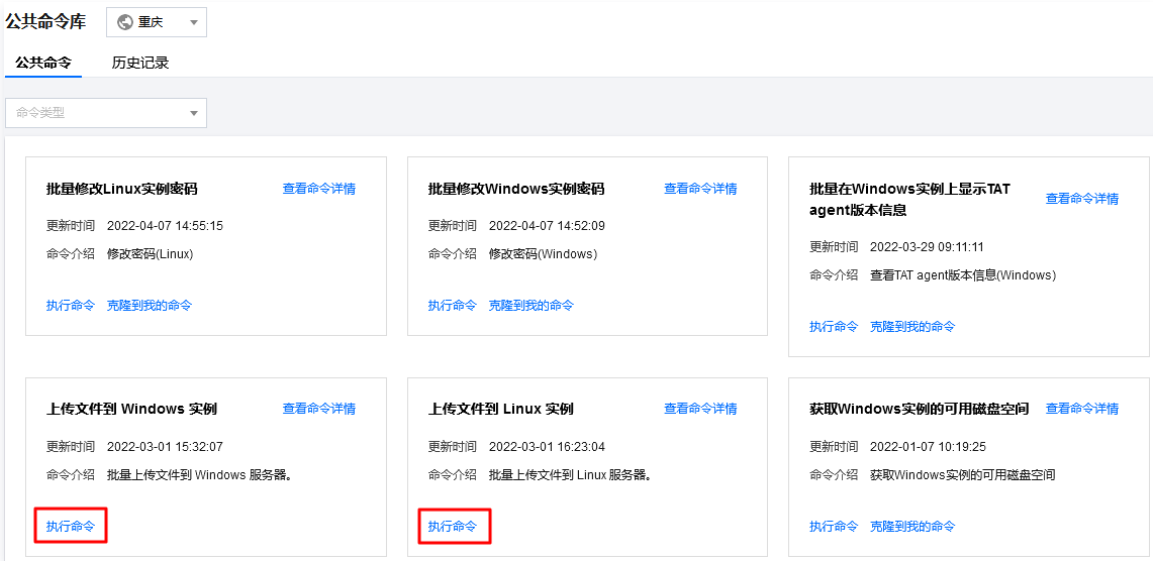 公共命令库 重庆
公共命令 历史记录
命令类型
批量修改Linux实例密码 查看命令详情
更新时间 2022-04-07 14:55:15
命令介绍 修改密码(Linux)
执行命令 克隆到我的命令
批量修改Windows实例密码 查看命令详情
更新时间 2022-04-07 14:52:09
命令介绍 修改密码(Windows)
执行命令 克隆到我的命令
批量在Windows实例上显示TAT
agent版本信息
查看命令详情
更新时间 2022-03-29 09:11:11
命令介绍 查看TAT agent版本信息(Windows)
执行命令 克隆到我的命令
上传文件到 Windows 实例 查看命令详情
更新时间 2022-03-01 15:32:07
命令介绍 批量上传文件到 Windows 服务器。
执行命令
上传文件到 Linux 实例 查看命令详情
更新时间 2022-03-01 16:23:04
命令介绍 批量上传文件到 Linux 服务器。
执行命令
获取Windows实例的可用磁盘空间 查看命令详情
更新时间 2022-01-07 10:19:25
命令介绍 获取Windows实例的可用磁盘空间
执行命令 克隆到我的命令